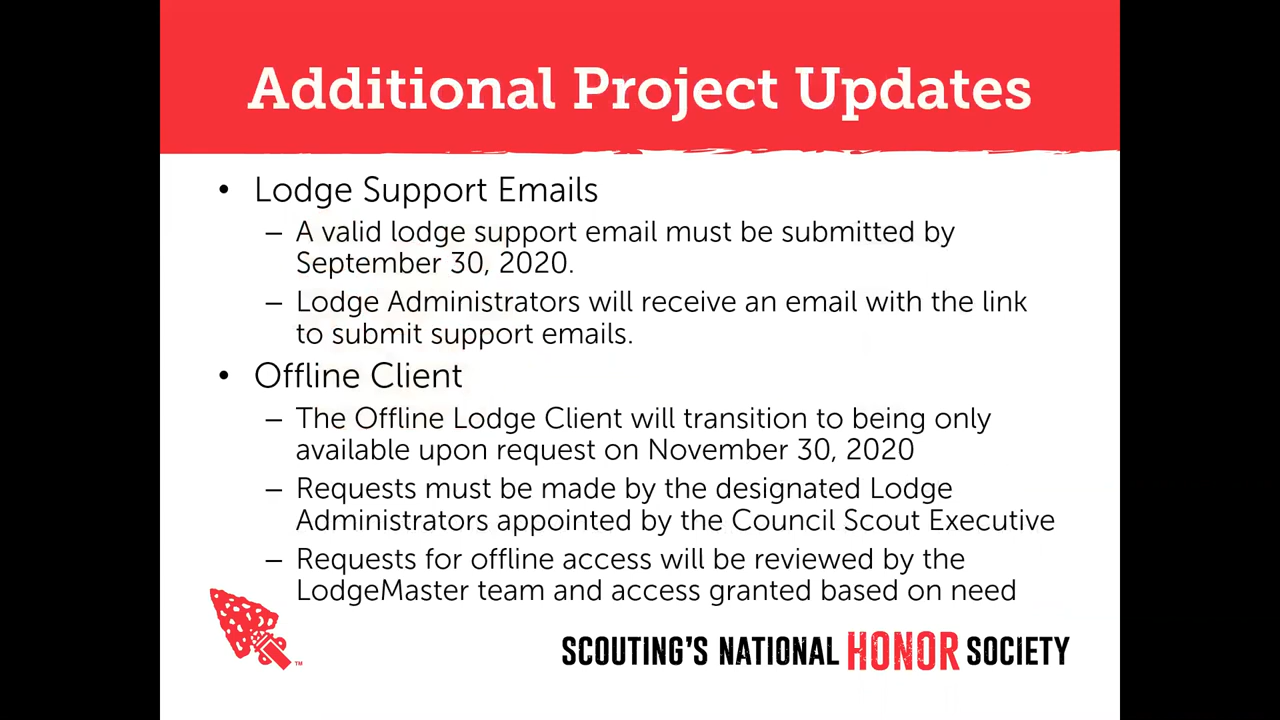 Additional Project Updates
• Lodge Support Emails
– A valid lodge support email must be submitted by
September 30, 2020.
– Lodge Administrators will receive an email with the link
to submit support emails.
• Offline Client
– The Offline Lodge Client will transition to being only
available upon request on November 30, 2020
– Requests must be made by the designated Lodge
Administrators appointed by the Council Scout Executive
– Requests for offline access will be reviewed by the
LodgeMaster team and access granted based on need
™
SCOUTING'S NATIONAL HONOR SOCIETY